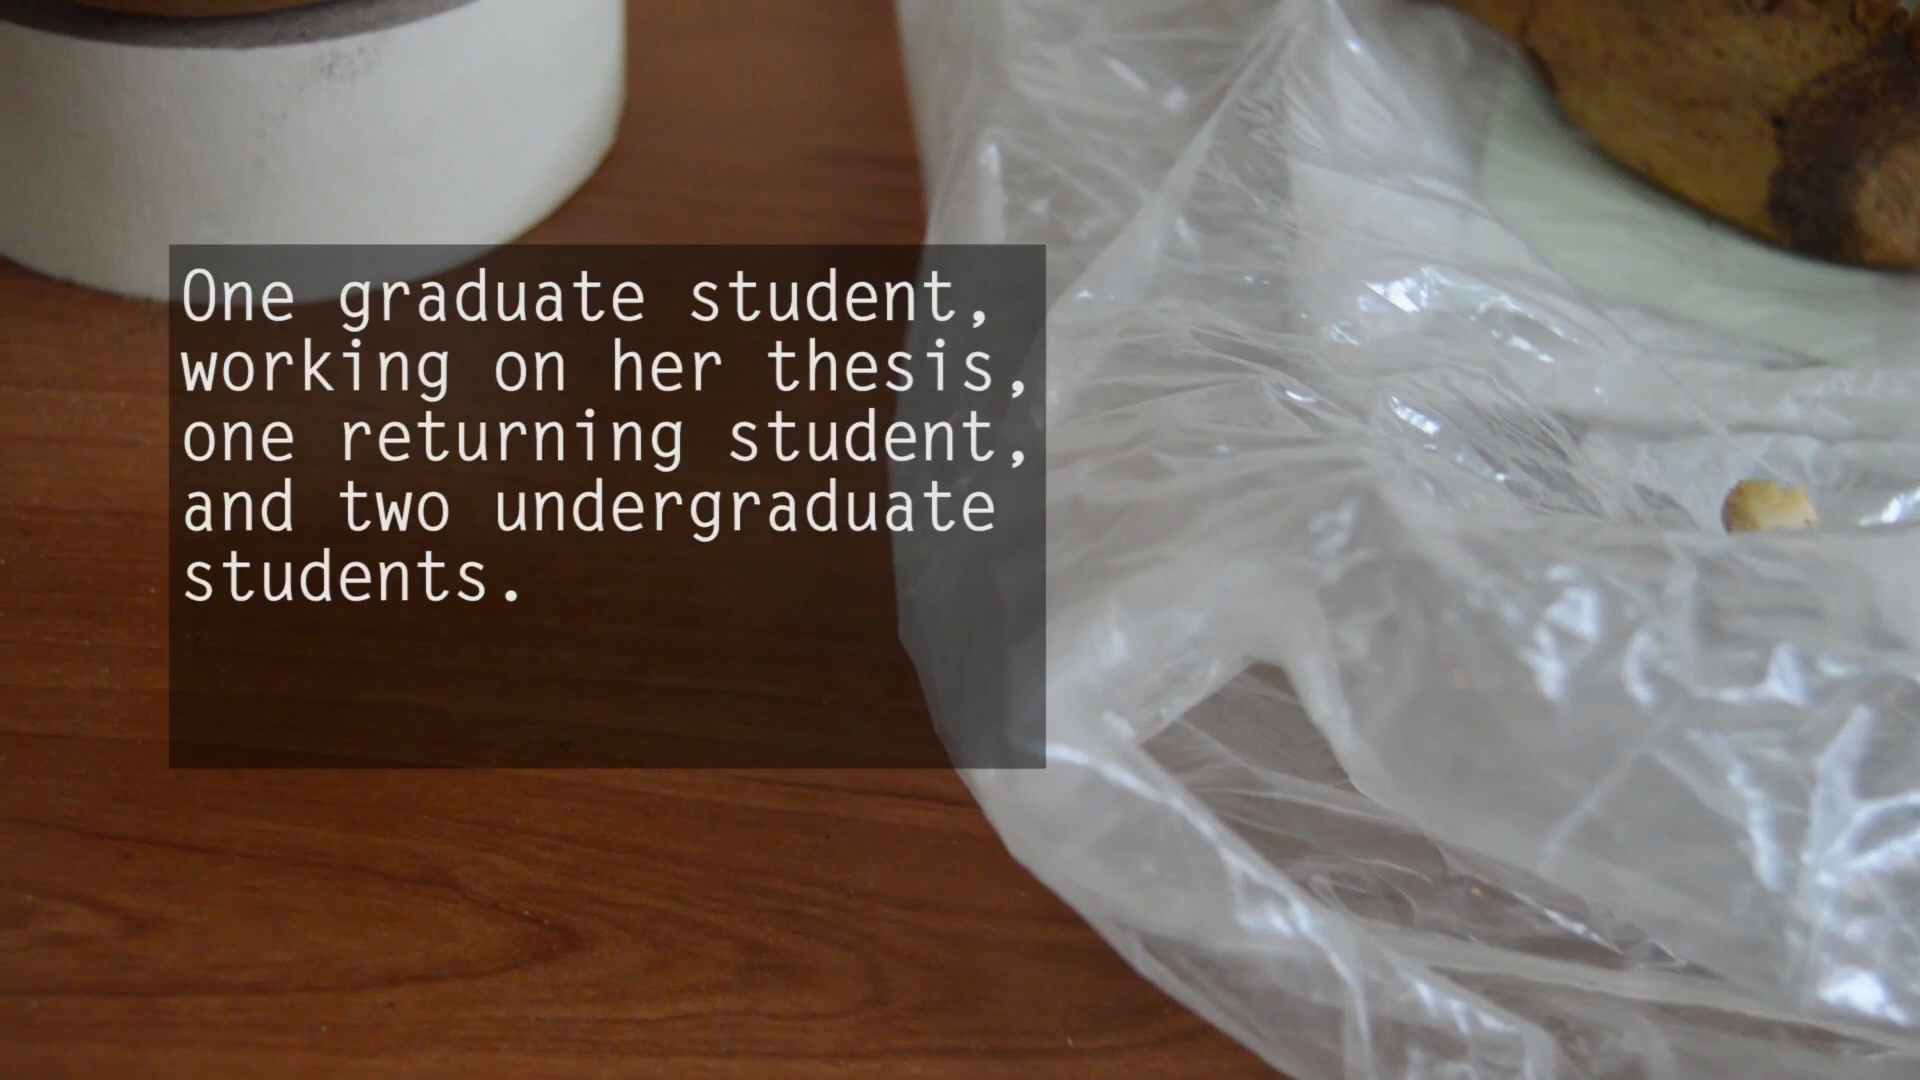 One graduate student,
working on her thesis,
one returning student,
and two undergraduate
students.